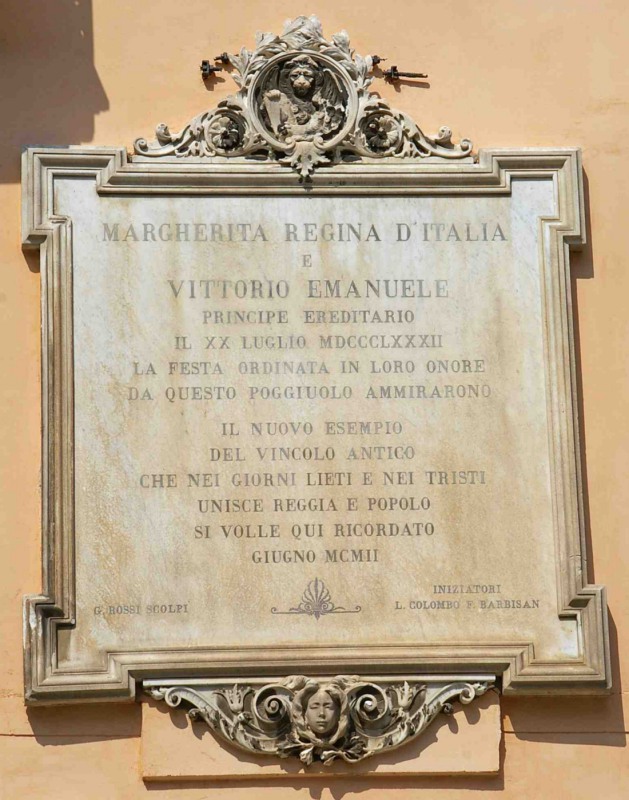 MARGHERITA REGINA D'ITALIA
E
VITTORIO EMANUELE
PRINCIPE EREDITARIO
IL XX LUGLIO MDCCCLXXXII
LA FESTA ORDINATA IN LORO ONORE
DA QUESTO POGGIUOLO AMMIRARONO
IL NUOVO ESEMPIO
DEL VINCOLO ANTICO
CHE NEI GIORNI LIETI E NEI TRISTI
UNISCE REGGIA E POPOLO
SI VOLLE QUI RICORDATO
GIUGNO MCMII
G. ROSSI SCOLPI
INIZIATORI
L. COLOMBO F. BARBISAN